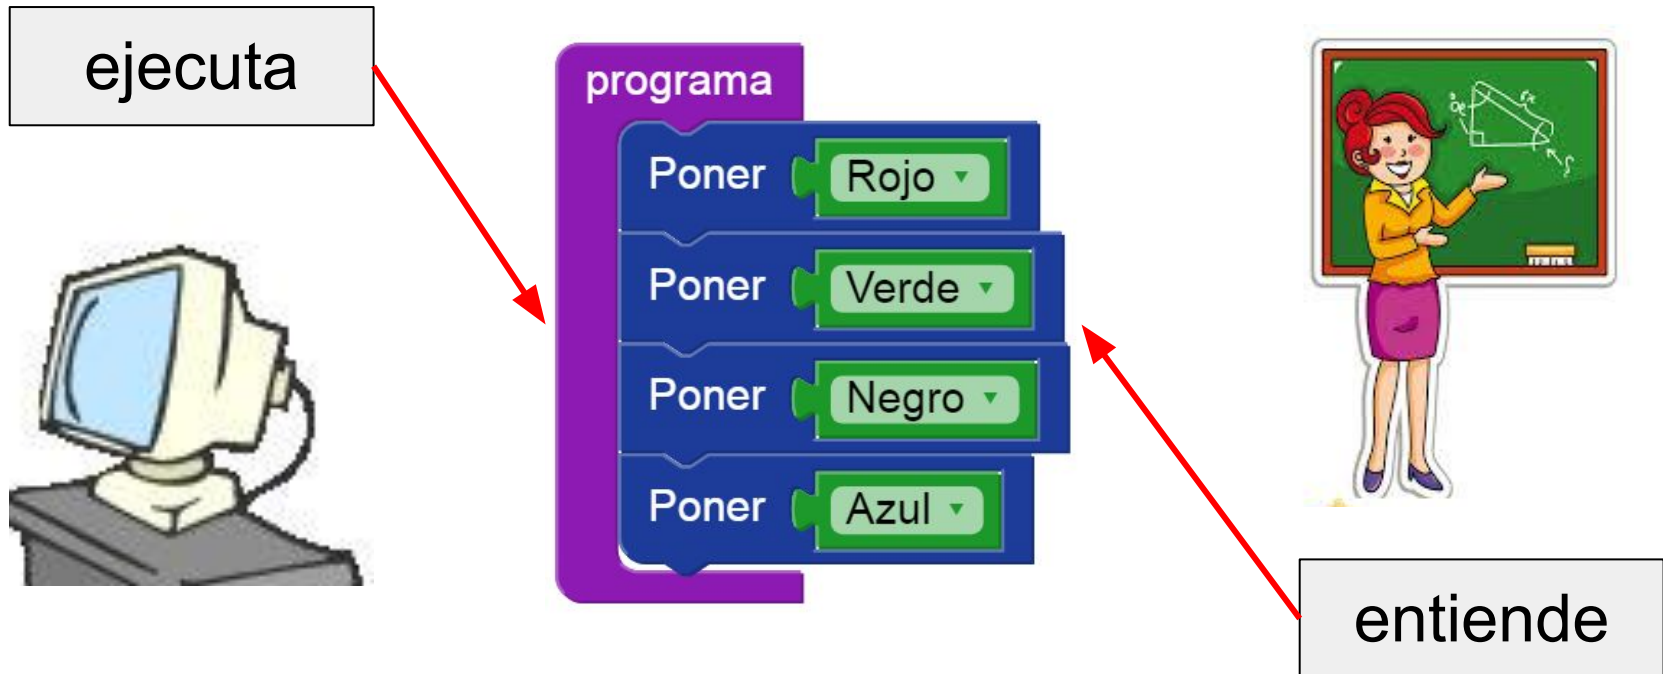 ejecuta
programa
Poner Rojo
Poner Verde
Poner Negro
Poner Azul
entiende